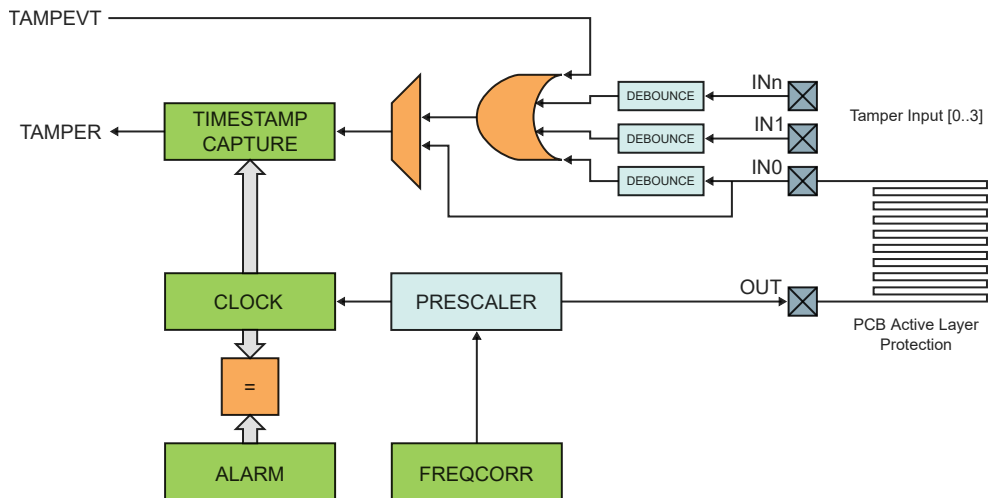 TAMPEVT
INn
DEBOUNCE
Tamper Input [0..3]
TAMPER
TIMESTAMP
CAPTURE
IN1
DEBOUNCE
IN0
DEBOUNCE
CLOCK
PRESCALER
OUT
PCB Active Layer
Protection
=
ALARM
FREQCORR